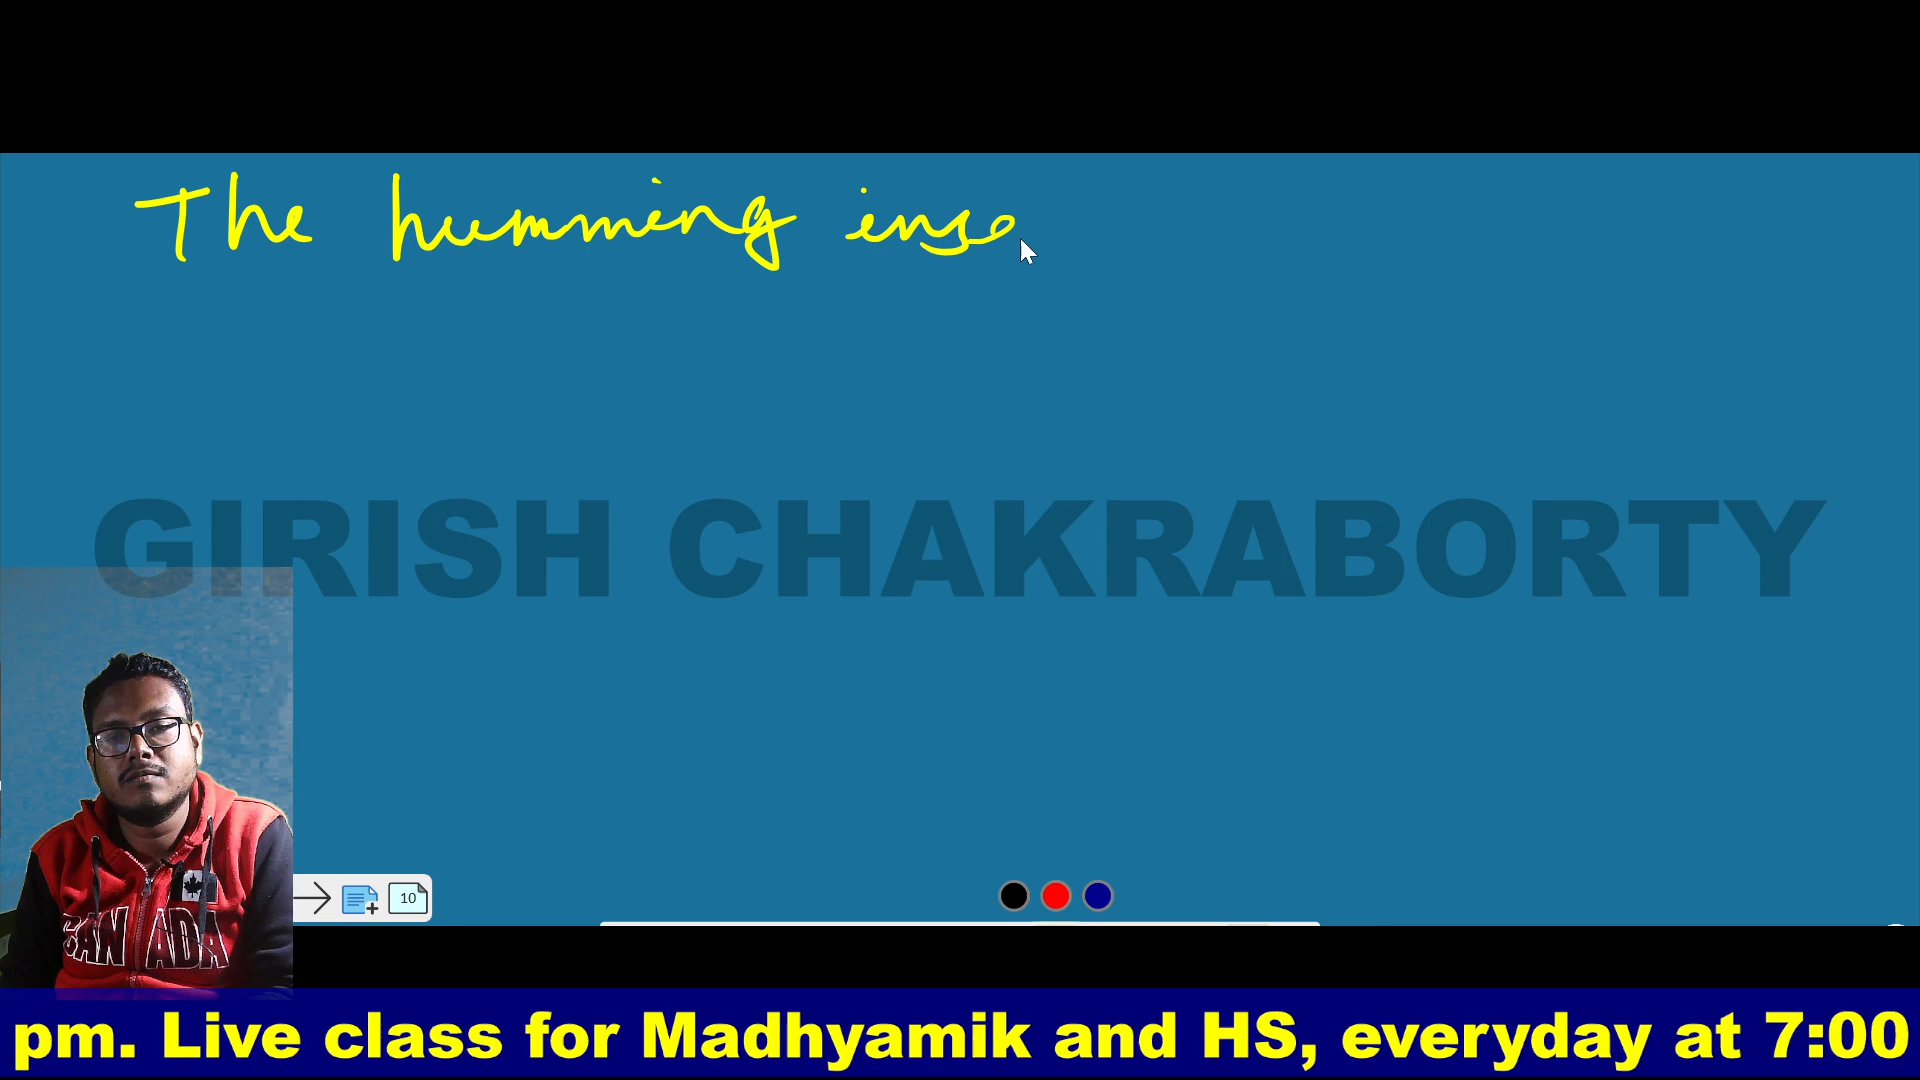 The humming inse
GIRISH CHAKRABORTY
CANADA
10
pm. Live class for Madhyamik and HS, everyday at 7:00